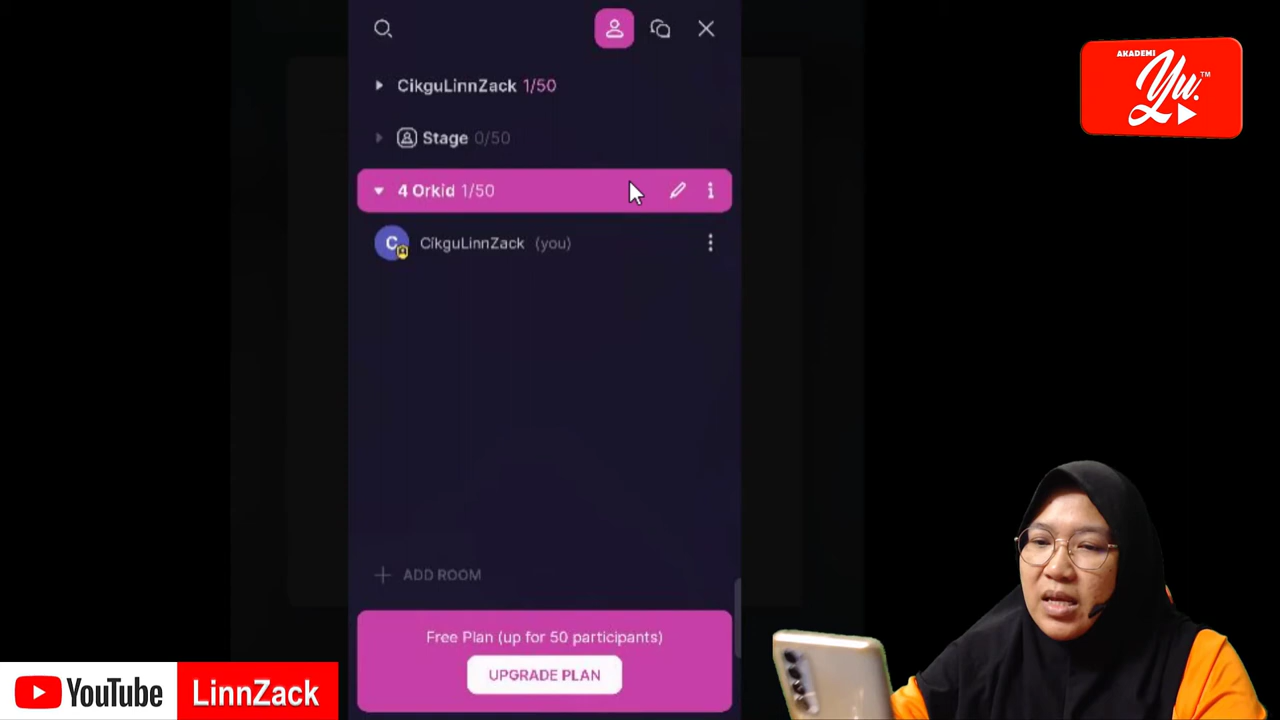 CikguLinnZack 1/50
Stage 0/50
4 Orkid 1/50
C
CikguLinnZack (you)
+ ADD ROOM
Free Plan (up for 50 participants)
UPGRADE PLAN
AKADEMI
Yu.™
YouTube
LinnZack